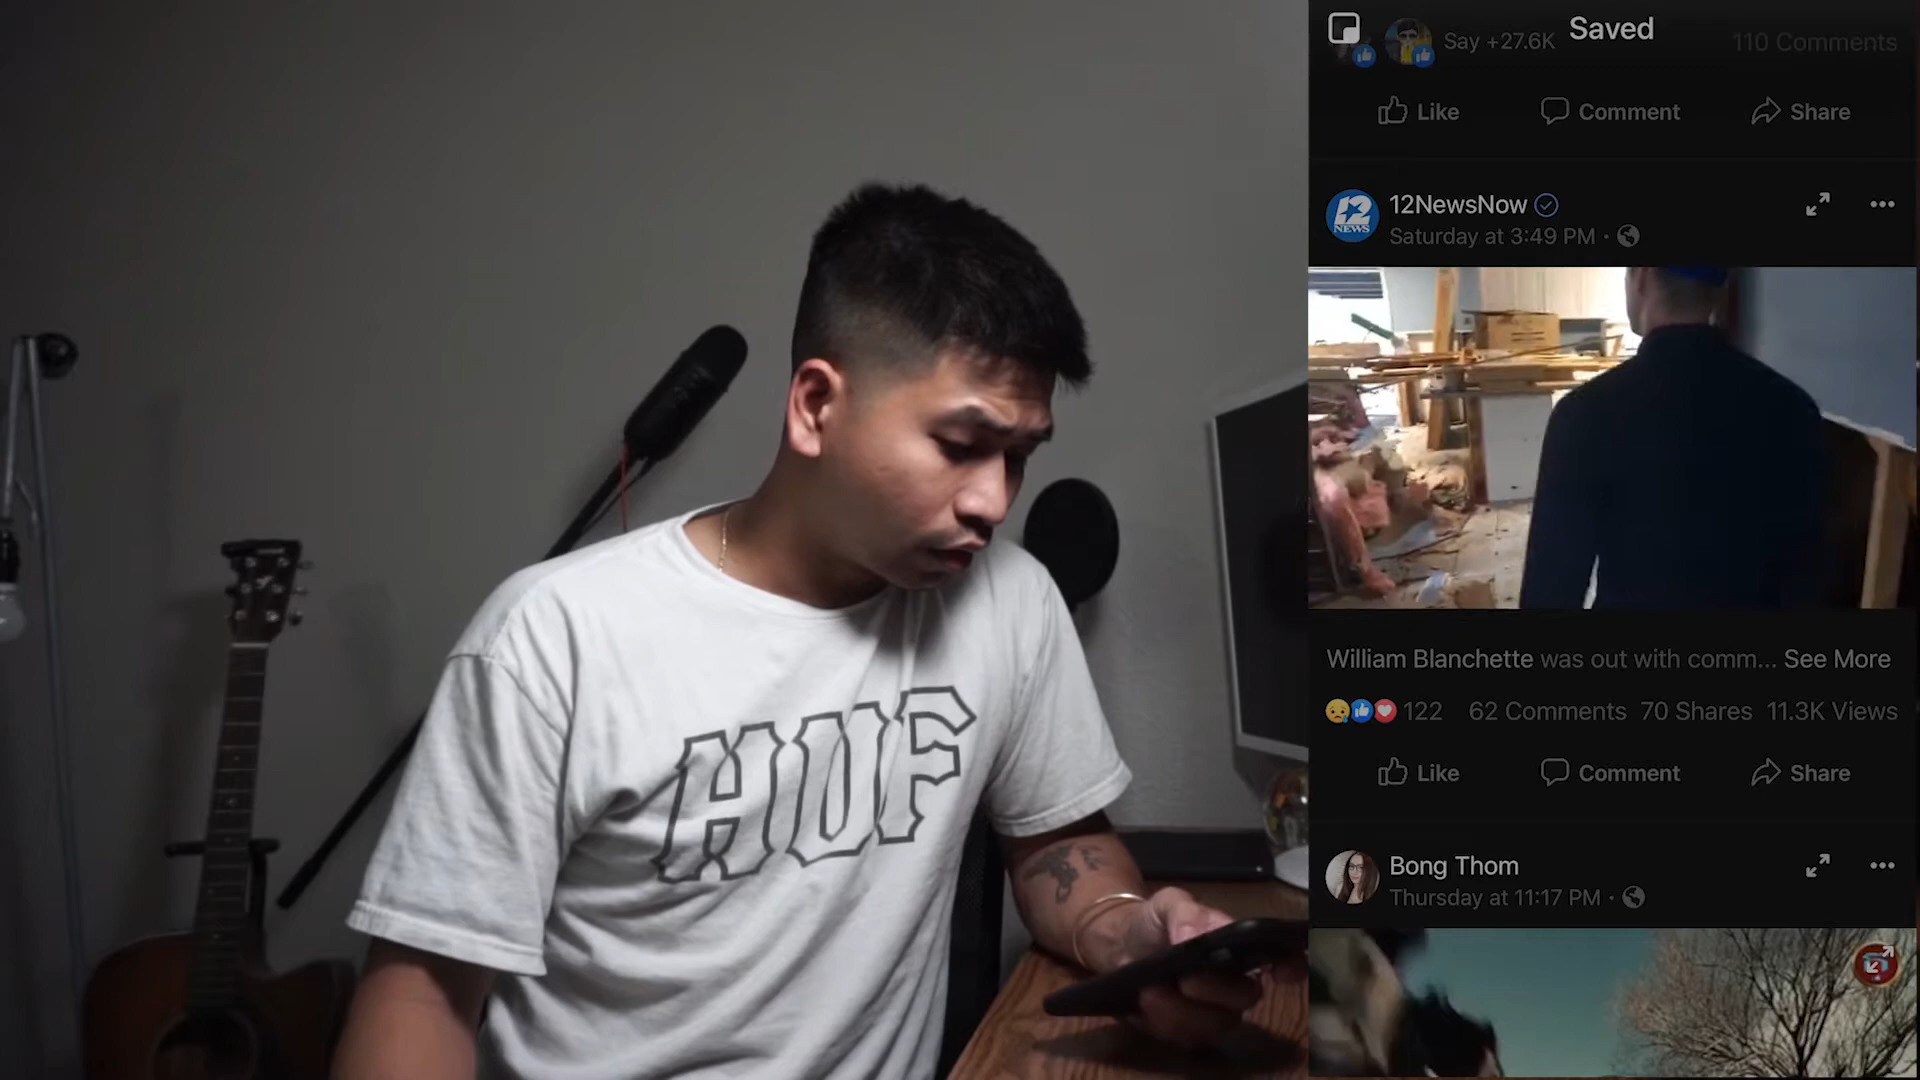 HUF
Saved
Say +27.6K
110 Comments
Like
Comment
Share
12
NEWS
12NewsNow
Saturday at 3:49 PM ·
William Blanchette was out with comm... See More
122
62 Comments
70 Shares
11.3K Views
Like
Comment
Share
Bong Thom
Thursday at 11:17 PM ·